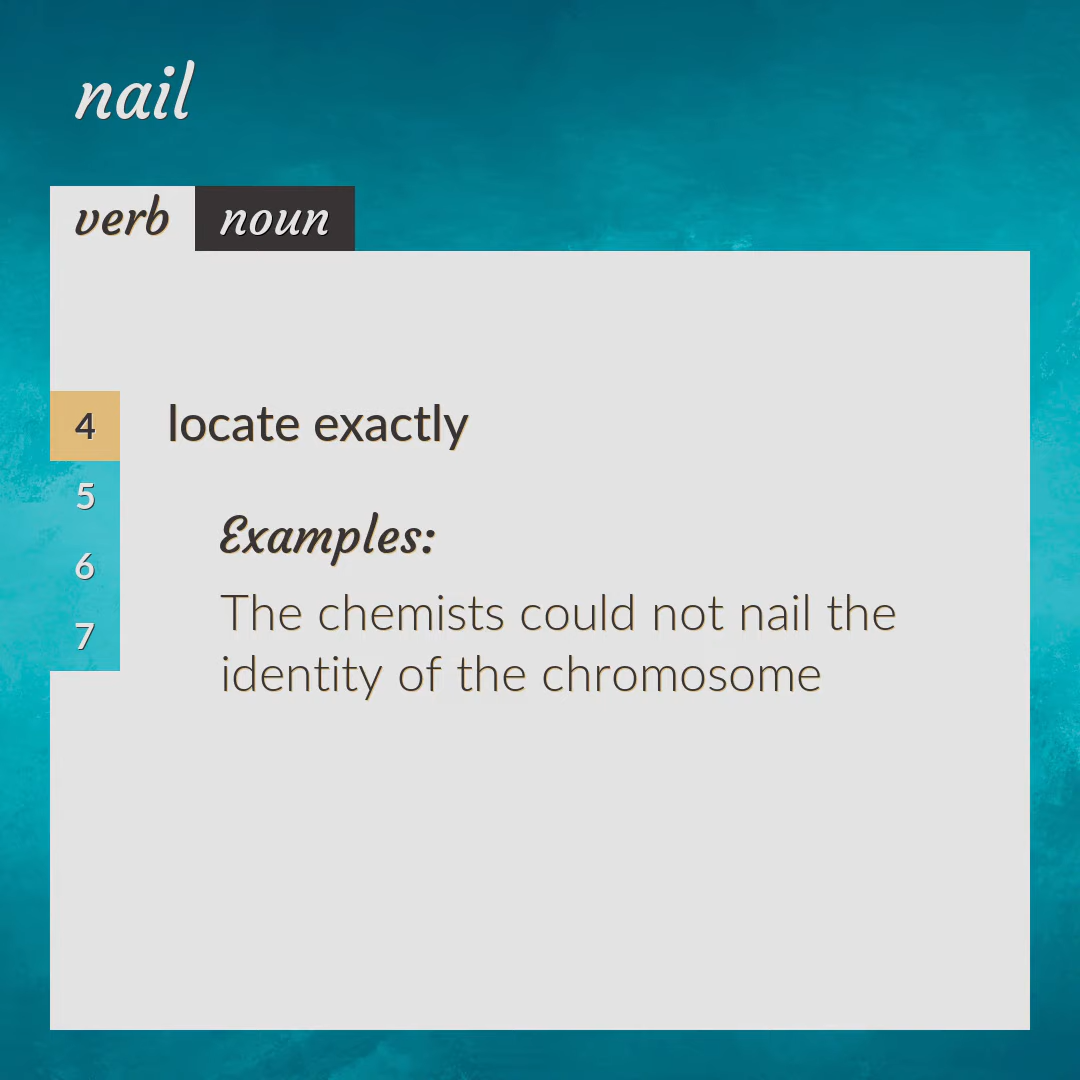 nail
verb noun
4 locate exactly
5
Examples:
6
The chemists could not nail the
7
identity of the chromosome